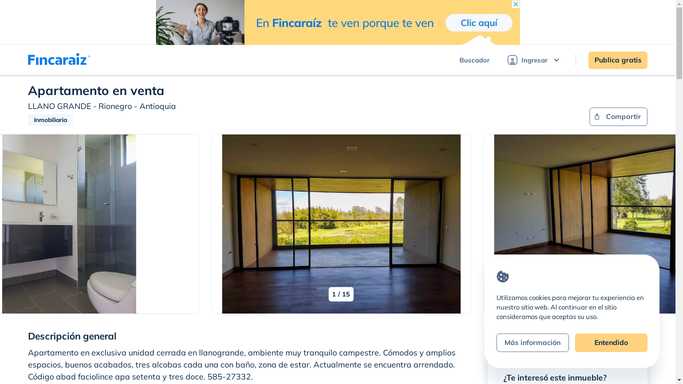 En Fincaraíz te ven porque te ven
Clic aquí
Fincaraiz
Buscador
Ingresar
Publica gratis
Apartamento en venta
LLANO GRANDE - Rionegro - Antioquia
Inmobiliaria
Compartir
1 / 15
Utilizamos cookies para mejorar tu experiencia en
nuestro sitio web. Al continuar en el sitio
consideramos que aceptas su uso.
Más información
Entendido
Descripción general
Apartamento en exclusiva unidad cerrada en llanogrande, ambiente muy tranquilo campestre. Cómodos y amplios
espacios, buenos acabados, tres alcobas cada una con baño, zona de estar. Actualmente se encuentra arrendado.
Código abad faciolince apa setenta y tres doce. 585-27332.
¿Te interesó este inmueble?